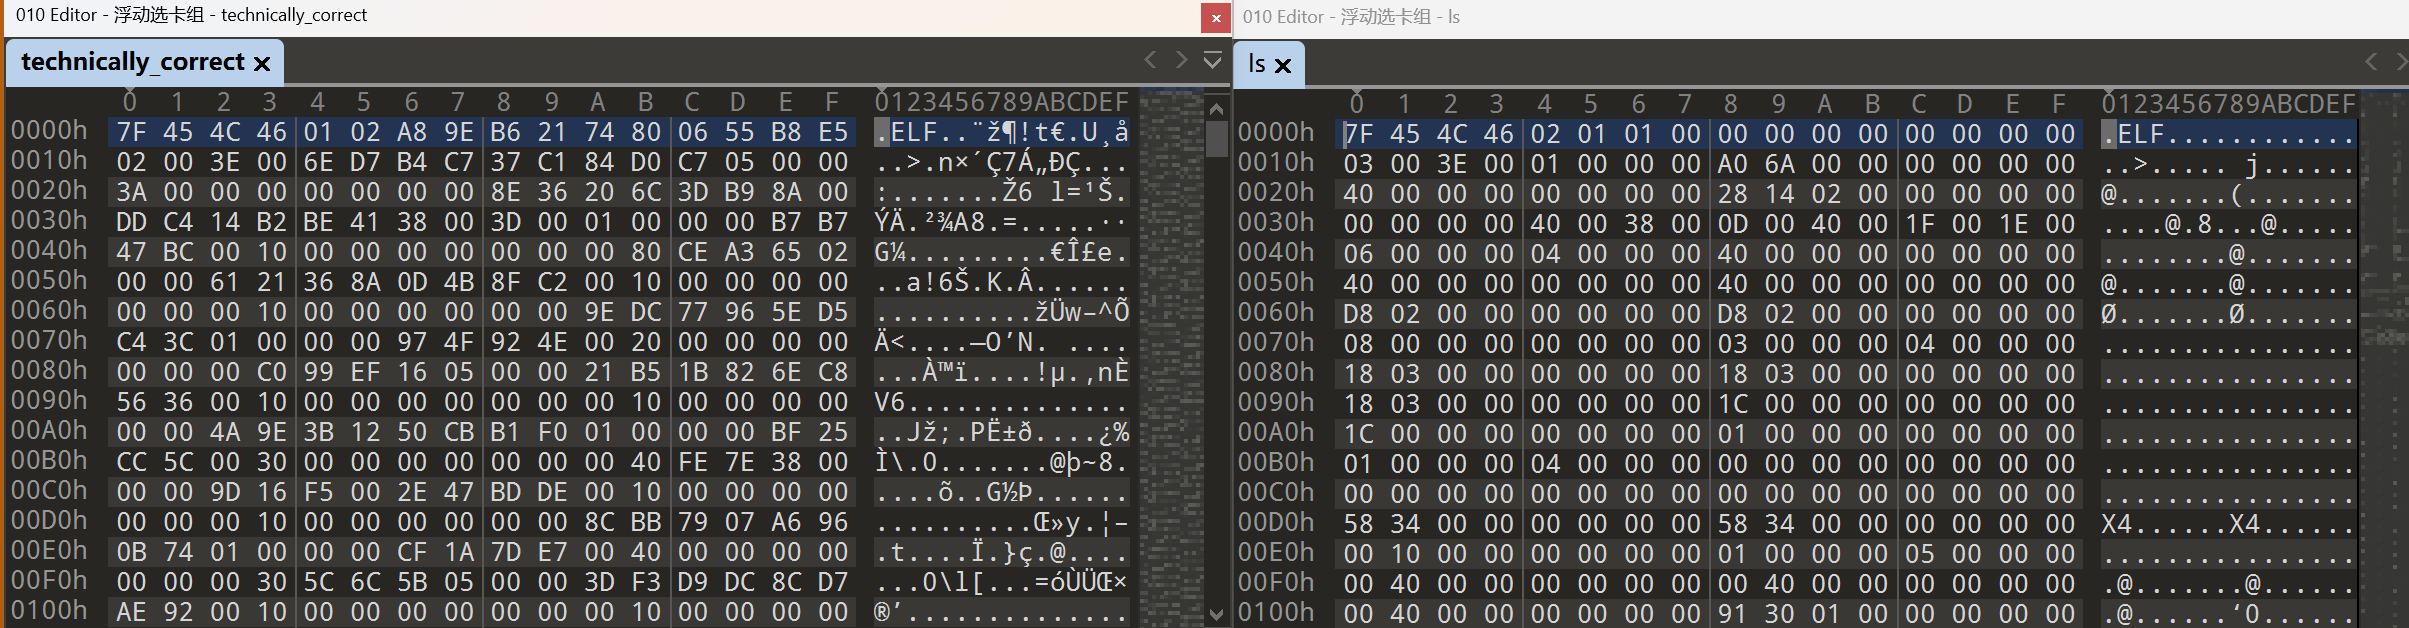 010 Editor - 浮动选卡组 - technically_correct
technically_correct
0 1 2 3 4 5 6 7 8 9 A B C D E F 0123456789ABCDEF
0000h 7F 45 4C 46 01 02 A8 9E B6 21 74 80 06 55 B8 E5 .ELF..¨ž¶!t€.U¸å
0010h 02 00 3E 00 6E D7 B4 C7 37 C1 84 D0 C7 05 00 00 ..>.n×´Ç7Á„ÐÇ...
0020h 3A 00 00 00 00 00 00 00 8E 36 20 6C 3D B9 8A 00 :.......Ž6 l=¹Š.
0030h DD C4 14 B2 BE 41 38 00 3D 00 01 00 00 00 B7 B7 ÝÄ.²¾A8.=.....··
0040h 47 BC 00 10 00 00 00 00 00 00 80 CE A3 65 02 G¼.........€Î£e.
0050h 00 00 61 21 36 8A 0D 4B 8F C2 00 10 00 00 00 00 ..a!6Š.K.Â......
0060h 00 00 00 10 00 00 00 00 00 00 9E DC 77 96 5E D5 ..........žÜw–^Õ
0070h C4 3C 01 00 00 00 97 4F 92 4E 00 20 00 00 00 00 Ä<....—O’N. ....
0080h 00 00 00 C0 99 EF 16 05 00 00 21 B5 1B 82 6E C8 ...À™ï....!µ.‚nÈ
0090h 56 36 00 10 00 00 00 00 00 00 00 10 00 00 00 00 V6..............
00A0h 00 00 4A 9E 3B 12 50 CB B1 F0 01 00 00 00 BF 25 ..Jž;.PË±ð....¿%
00B0h CC 5C 00 30 00 00 00 00 00 00 00 40 FE 7E 38 00 Ì\.0.......@þ~8.
00C0h 00 00 9D 16 F5 00 2E 47 BD DE 00 10 00 00 00 00 ....õ..G½Þ......
00D0h 00 00 00 10 00 00 00 00 00 00 8C BB 79 07 A6 96 ..........Œ»y.¦–
00E0h 0B 74 01 00 00 00 CF 1A 7D E7 00 40 00 00 00 00 .t....Ï.}ç.@....
00F0h 00 00 00 30 5C 6C 5B 05 00 00 3D F3 D9 DC 8C D7 ...0\l[...=óÙÜŒ×
0100h AE 92 00 10 00 00 00 00 00 00 00 10 00 00 00 00 ®’..............
010 Editor - 浮动选卡组 - ls
ls
0 1 2 3 4 5 6 7 8 9 A B C D E F 0123456789ABCDEF
0000h 7F 45 4C 46 02 01 01 00 00 00 00 00 00 00 00 00 .ELF............
0010h 03 00 3E 00 01 00 00 00 A0 6A 00 00 00 00 00 00 ..>..... j......
0020h 40 00 00 00 00 00 00 00 28 14 02 00 00 00 00 00 @.......(.......
0030h 00 00 00 00 40 00 38 00 0D 00 40 00 1F 00 1E 00 ....@.8...@.....
0040h 06 00 00 00 04 00 00 00 40 00 00 00 00 00 00 00 ........@.......
0050h 40 00 00 00 00 00 00 00 40 00 00 00 00 00 00 00 @.......@.......
0060h D8 02 00 00 00 00 00 00 D8 02 00 00 00 00 00 00 Ø.......Ø.......
0070h 08 00 00 00 00 00 00 00 03 00 00 00 04 00 00 00 ................
0080h 18 03 00 00 00 00 00 00 18 03 00 00 00 00 00 00 ................
0090h 18 03 00 00 00 00 00 00 1C 00 00 00 00 00 00 00 ................
00A0h 1C 00 00 00 00 00 00 00 01 00 00 00 00 00 00 00 ................
00B0h 01 00 00 00 04 00 00 00 00 00 00 00 00 00 00 00 ................
00C0h 00 00 00 00 00 00 00 00 00 00 00 00 00 00 00 00 ................
00D0h 58 34 00 00 00 00 00 00 58 34 00 00 00 00 00 00 X4......X4......
00E0h 00 10 00 00 00 00 00 00 01 00 00 00 05 00 00 00 ................
00F0h 00 40 00 00 00 00 00 00 00 40 00 00 00 00 00 00 .@.......@......
0100h 00 40 00 00 00 00 00 00 91 30 01 00 00 00 00 00 .@......‘0......